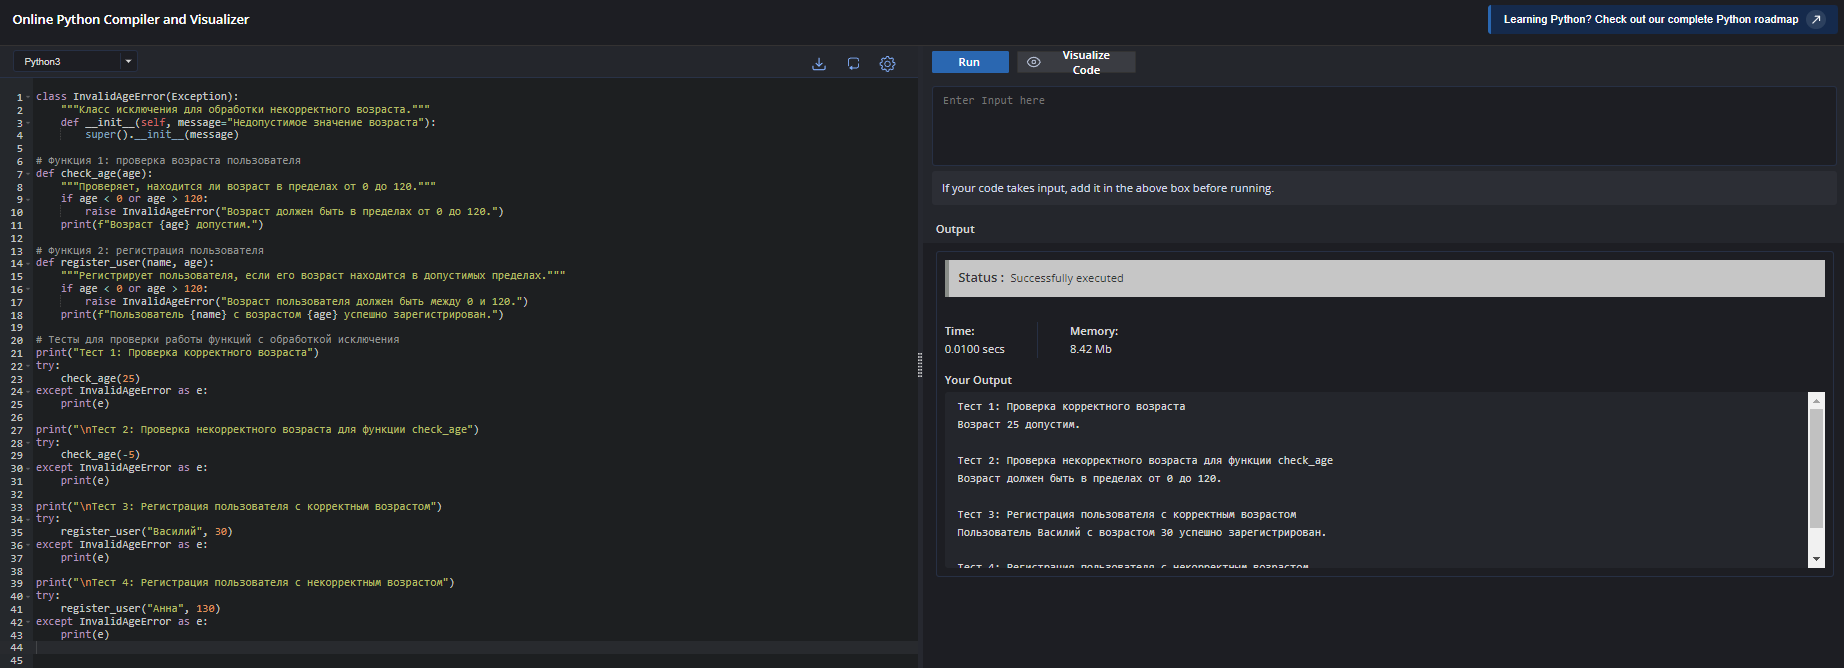 Online Python Compiler and Visualizer
Learning Python? Check out our complete Python roadmap
Python3
1 class InvalidAgeError(Exception):
2     """Класс исключения для обработки некорректного возраста."""
3     def __init__(self, message="Недопустимое значение возраста"):
4         super().__init__(message)
5
6 # Функция 1: проверка возраста пользователя
7 def check_age(age):
8     """Проверяет, находится ли возраст в пределах от 0 до 120."""
9     if age < 0 or age > 120:
10         raise InvalidAgeError("Возраст должен быть в пределах от 0 до 120.")
11     print(f"Возраст {age} допустим.")
12
13 # Функция 2: регистрация пользователя
14 def register_user(name, age):
15     """Регистрирует пользователя, если его возраст находится в допустимых пределах."""
16     if age < 0 or age > 120:
17         raise InvalidAgeError("Возраст пользователя должен быть между 0 и 120.")
18     print(f"Пользователь {name} с возрастом {age} успешно зарегистрирован.")
19
20 # Тесты для проверки работы функций с обработкой исключения
21 print("Тест 1: Проверка корректного возраста")
22 try:
23     check_age(25)
24 except InvalidAgeError as e:
25     print(e)
26
27 print("\nТест 2: Проверка некорректного возраста для функции check_age")
28 try:
29     check_age(-5)
30 except InvalidAgeError as e:
31     print(e)
32
33 print("\nТест 3: Регистрация пользователя с корректным возрастом")
34 try:
35     register_user("Василий", 30)
36 except InvalidAgeError as e:
37     print(e)
38
39 print("\nТест 4: Регистрация пользователя с некорректным возрастом")
40 try:
41     register_user("Анна", 130)
42 except InvalidAgeError as e:
43     print(e)
44
45
Run
Visualize
Code
Enter Input here
If your code takes input, add it in the above box before running.
Output
Status : Successfully executed
Time:
0.0100 secs
Memory:
8.42 Mb
Your Output
Тест 1: Проверка корректного возраста
Возраст 25 допустим.
Тест 2: Проверка некорректного возраста для функции check_age
Возраст должен быть в пределах от 0 до 120.
Тест 3: Регистрация пользователя с корректным возрастом
Пользователь Василий с возрастом 30 успешно зарегистрирован.
Тест 4: Регистрация пользователя с некорректным возрастом